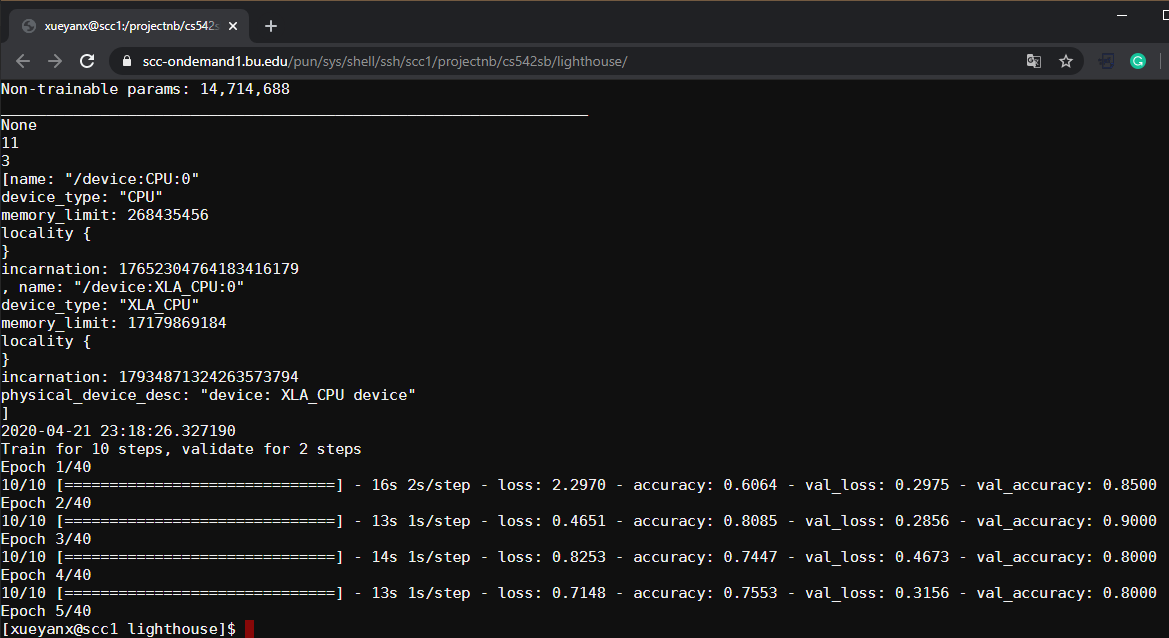 xueyanx@scc1:/projectnb/cs542s
scc-ondemand1.bu.edu/pun/sys/shell/ssh/scc1/projectnb/cs542sb/lighthouse/
Non-trainable params: 14,714,688
_________________________________________________________________
None
11
3
[name: "/device:CPU:0"
device_type: "CPU"
memory_limit: 268435456
locality {
}
incarnation: 17652304764183416179
, name: "/device:XLA_CPU:0"
device_type: "XLA_CPU"
memory_limit: 17179869184
locality {
}
incarnation: 17934871324263573794
physical_device_desc: "device: XLA_CPU device"
]
2020-04-21 23:18:26.327190
Train for 10 steps, validate for 2 steps
Epoch 1/40
10/10 [==============================] - 16s 2s/step - loss: 2.2970 - accuracy: 0.6064 - val_loss: 0.2975 - val_accuracy: 0.8500
Epoch 2/40
10/10 [==============================] - 13s 1s/step - loss: 0.4651 - accuracy: 0.8085 - val_loss: 0.2856 - val_accuracy: 0.9000
Epoch 3/40
10/10 [==============================] - 14s 1s/step - loss: 0.8253 - accuracy: 0.7447 - val_loss: 0.4673 - val_accuracy: 0.8000
Epoch 4/40
10/10 [==============================] - 13s 1s/step - loss: 0.7148 - accuracy: 0.7553 - val_loss: 0.3156 - val_accuracy: 0.8000
Epoch 5/40
[xueyanx@scc1 lighthouse]$